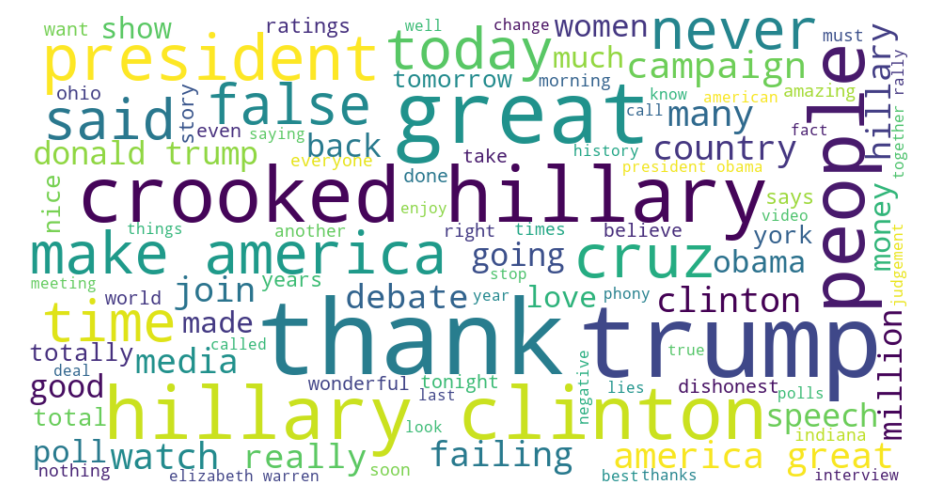 want
show
ratings
well
change
women
never
must
president
today
much
campaign
people
hillary
tomorrow
morning
ohio
story
false
great
know
american
amazing
rally
said
even
saying
back
call
many
fact
together
donald trump
everyone
take
history
country
president obama
nice
crooked hillary
done
enjoy
says
money
video
things
another
right
times
believe
york
judgement
make america
going
cruz
obama
meeting
years
stop
world
join
debate
year
love
phony
clinton
time
made
thank
trump
million
totally
media
called
true
deal
good
wonderful
tonight
negative
lies
dishonest
polls
last
total
hillary clinton
look
speech
indiana
poll
watch
really
failing
america great
nothing
elizabeth warren
soon
best
thanks
interview